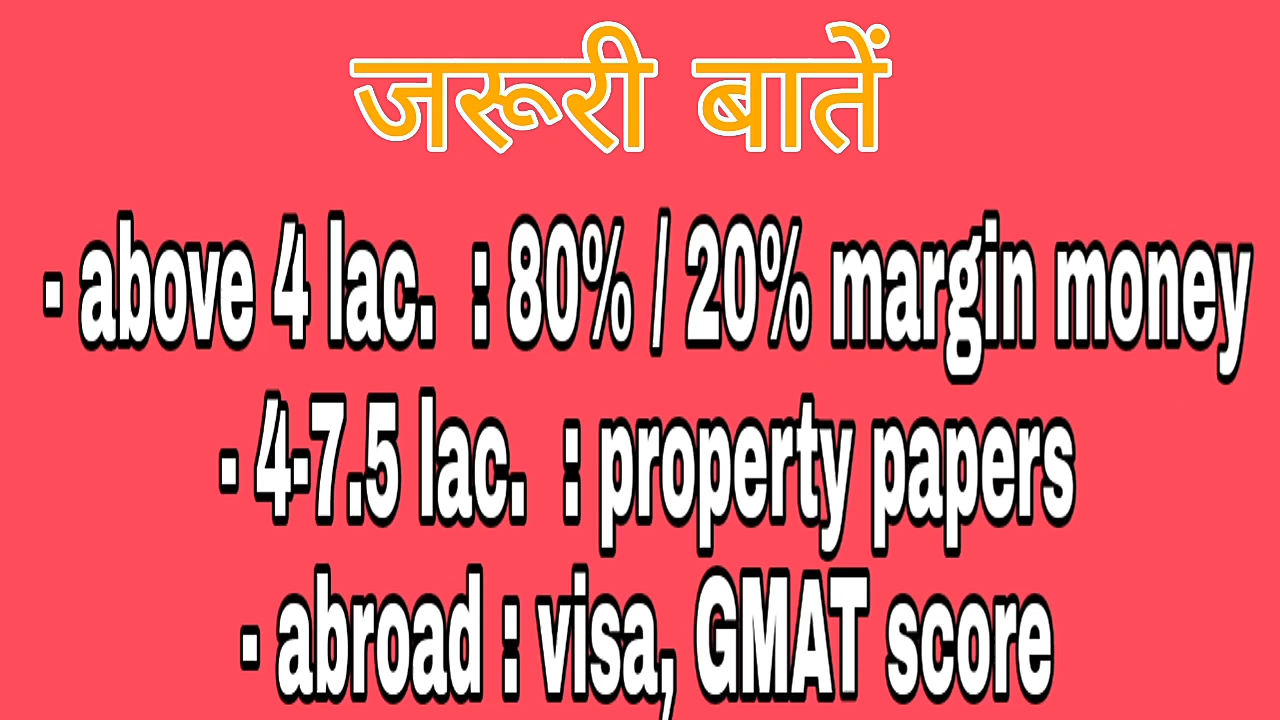 जरूरी बातें
- above 4 lac. : 80% / 20% margin money
- 4-7.5 lac. : property papers
- abroad : visa, GMAT score